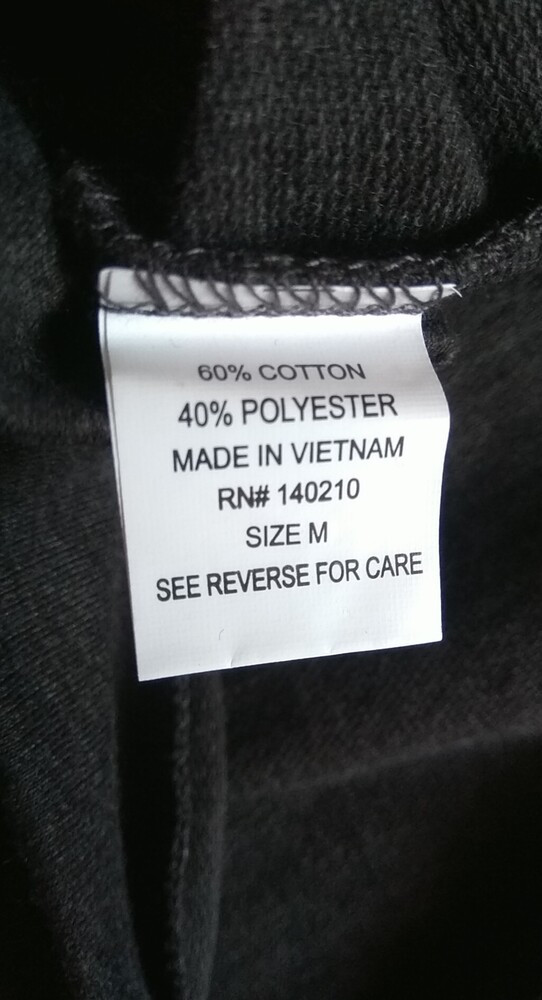 60% COTTON
40% POLYESTER
MADE IN VIETNAM
RN# 140210
SIZE M
SEE REVERSE FOR CARE